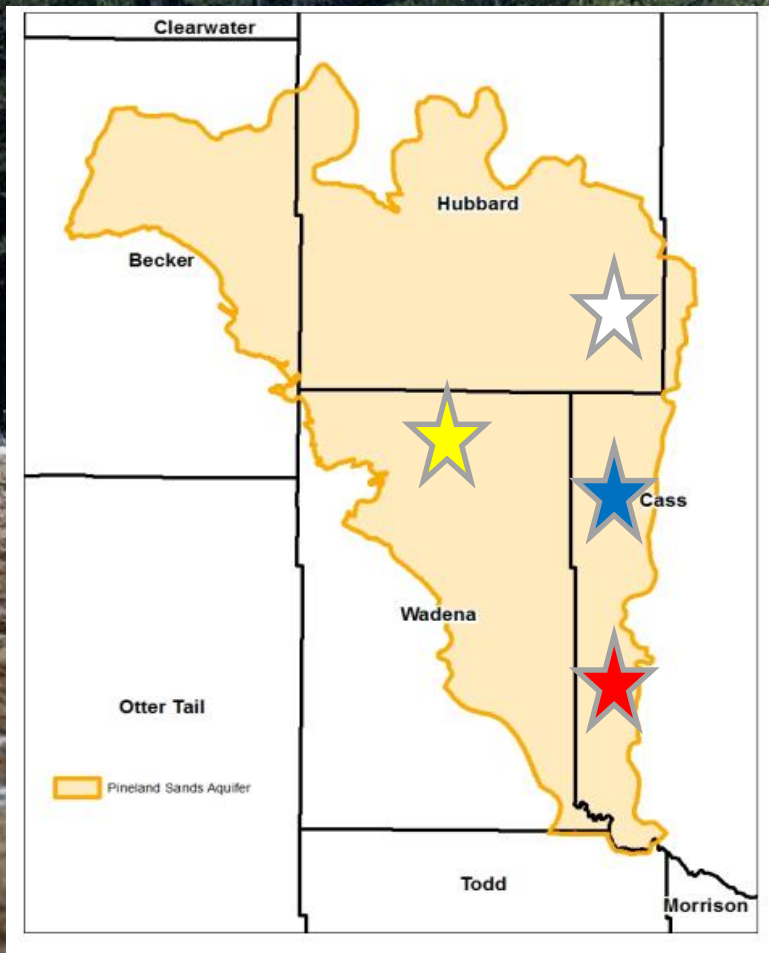 Clearwater
Hubbard
Becker
Cass
Wadena
Otter Tail
Pineland Sands Aquifer
Todd
Morrison